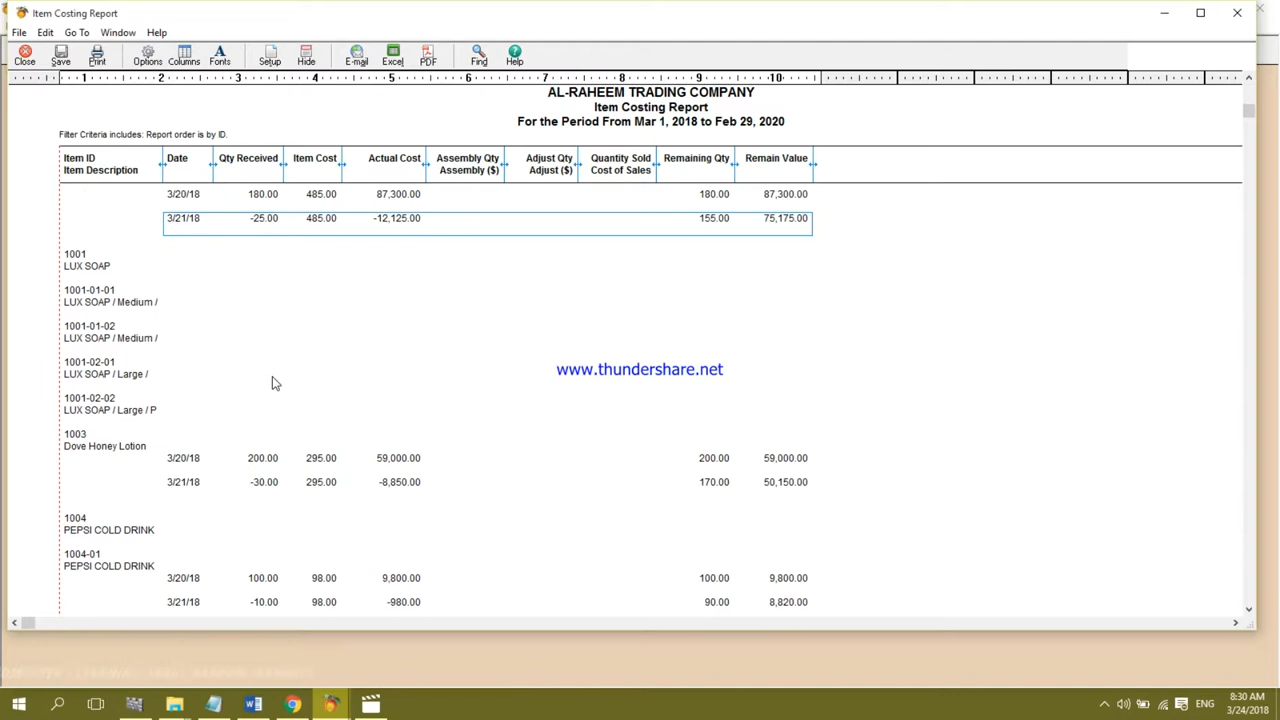 Item Costing Report
File Edit Go To Window Help
Close Save Print Options Columns Fonts Setup Hide E-mail Excel PDF Find Help
1 2 3 4 5 6 7 8 9 10
AL-RAHEEM TRADING COMPANY
Item Costing Report
For the Period From Mar 1, 2018 to Feb 29, 2020
Filter Criteria includes: Report order is by ID.
Item ID Date Qty Received Item Cost Actual Cost Assembly Qty Adjust Qty Quantity Sold Remaining Qty Remain Value
Item Description Assembly ($) Adjust ($) Cost of Sales
3/20/18 180.00 485.00 87,300.00 180.00 87,300.00
3/21/18 -25.00 485.00 -12,125.00 155.00 75,175.00
1001
LUX SOAP
1001-01-01
LUX SOAP / Medium /
1001-01-02
LUX SOAP / Medium /
1001-02-01
LUX SOAP / Large /
www.thundershare.net
1001-02-02
LUX SOAP / Large / P
1003
Dove Honey Lotion
3/20/18 200.00 295.00 59,000.00 200.00 59,000.00
3/21/18 -30.00 295.00 -8,850.00 170.00 50,150.00
1004
PEPSI COLD DRINK
1004-01
PEPSI COLD DRINK
3/20/18 100.00 98.00 9,800.00 100.00 9,800.00
3/21/18 -10.00 98.00 -980.00 90.00 8,820.00
ENG
8:30 AM
3/24/2018